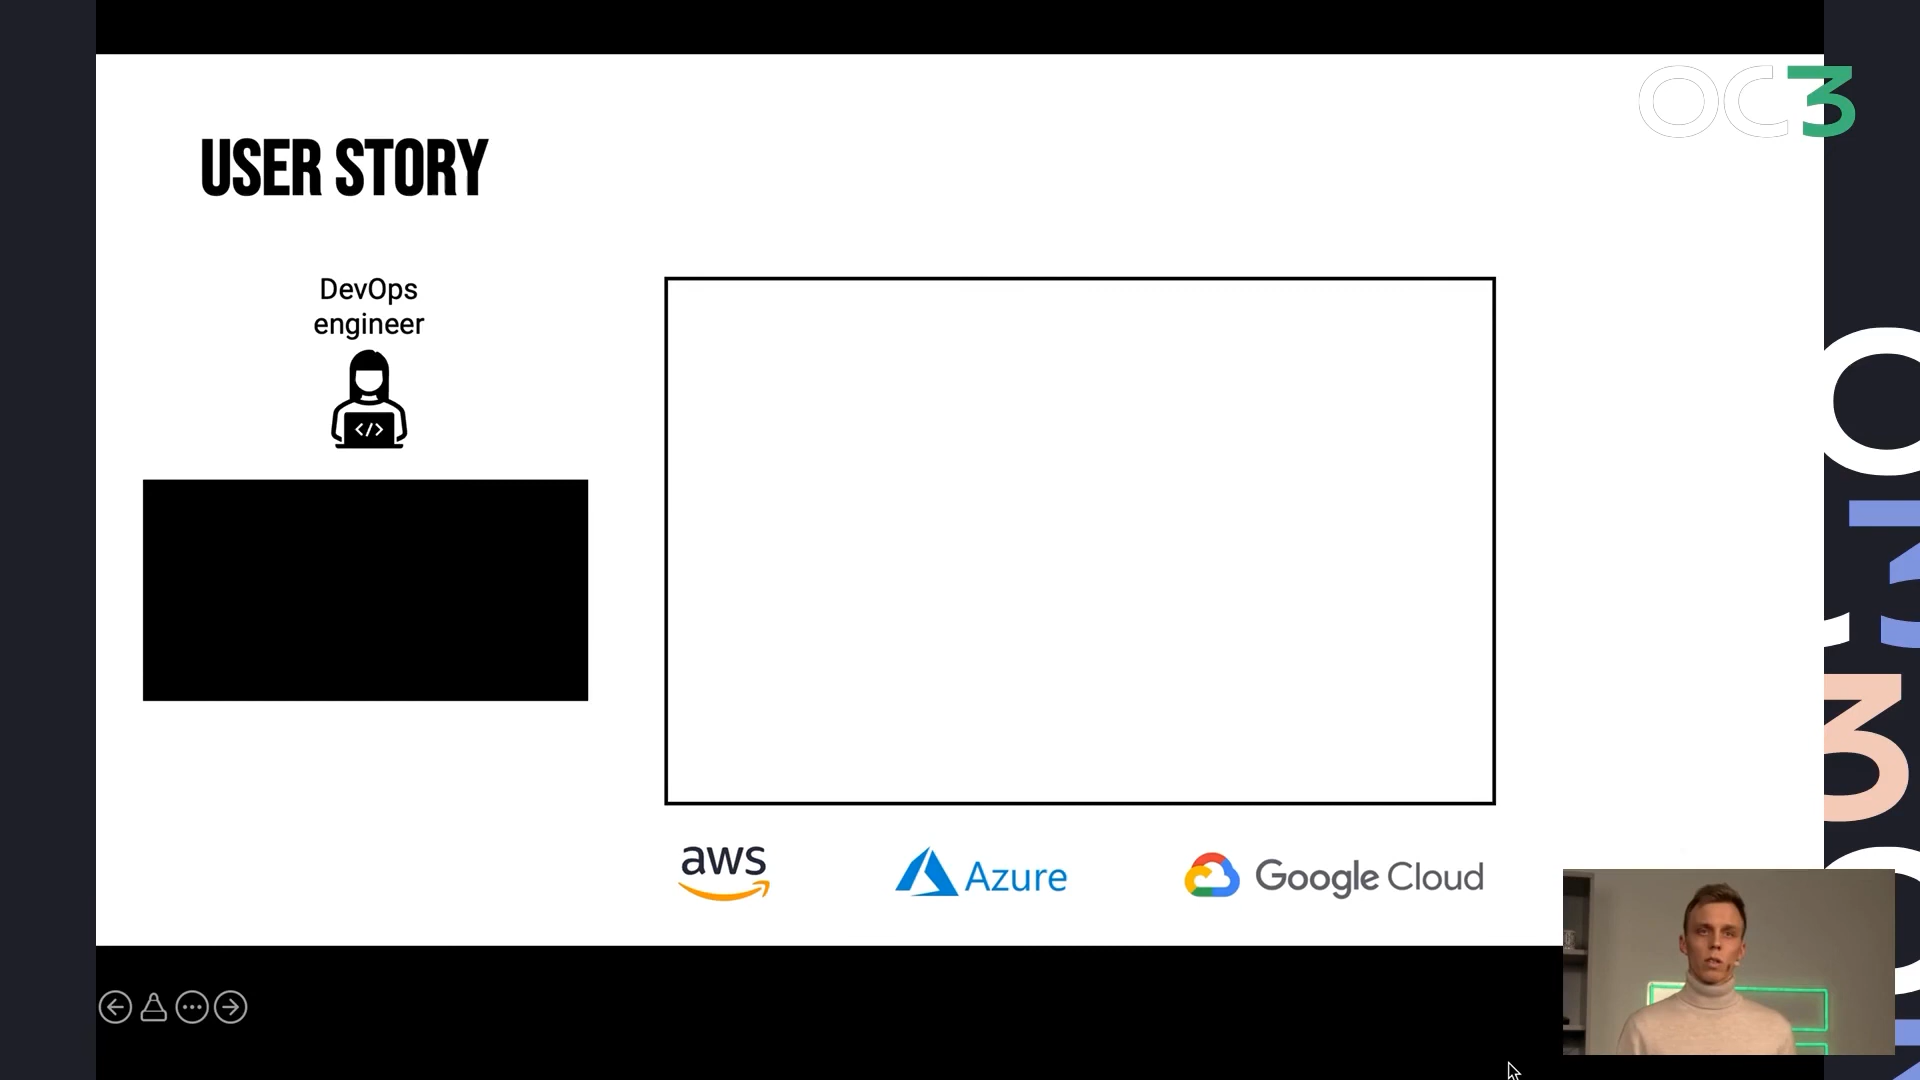 OC3
USER STORY
DevOps
engineer
</>
aws
Azure
Google Cloud